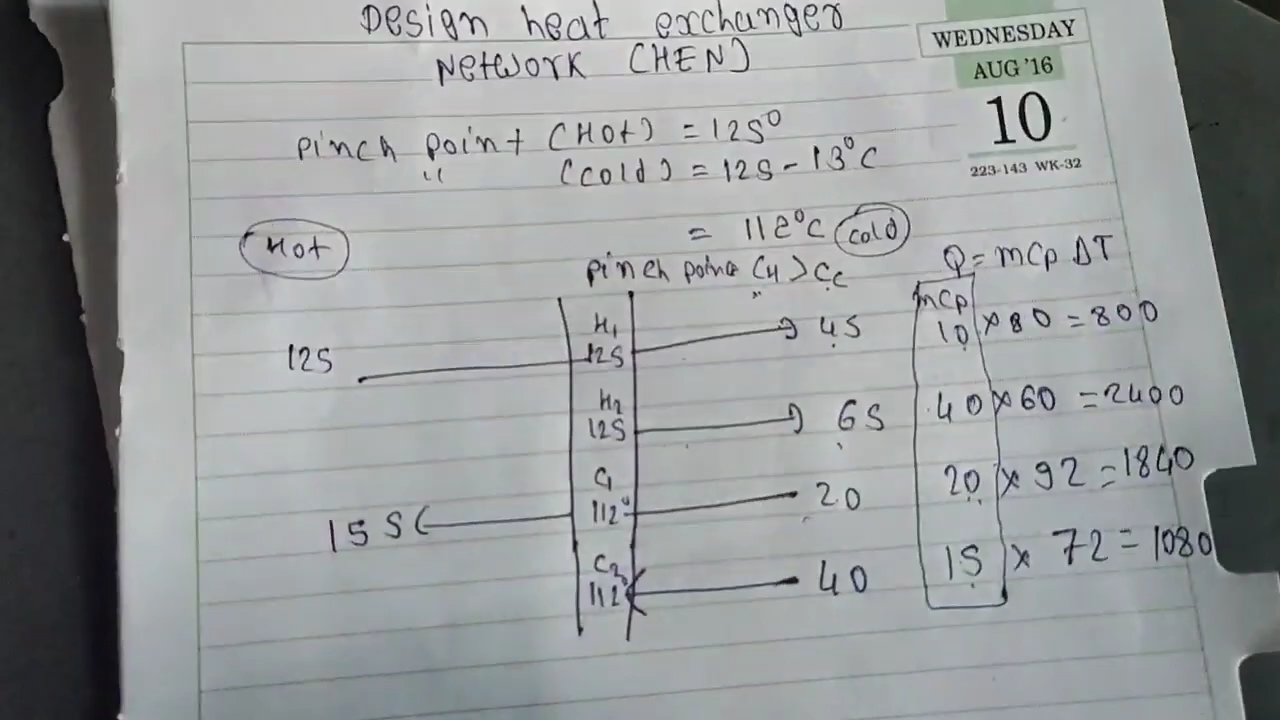 Design heat exchanger
Network (HEN)
WEDNESDAY
AUG '16
10
223-143 WK-32
pinch point (Hot) = 125°
" (cold) = 125 - 13°C
= 112°C cold
Hot
pinch point (H) Cc
Q = mCp ΔT
mCp
H1
125 125 45 10 × 80 = 800
H2
125 65 40 × 60 = 2400
C1
155 112° 20 20 × 92 = 1840
C2
112 40 15 × 72 = 1080